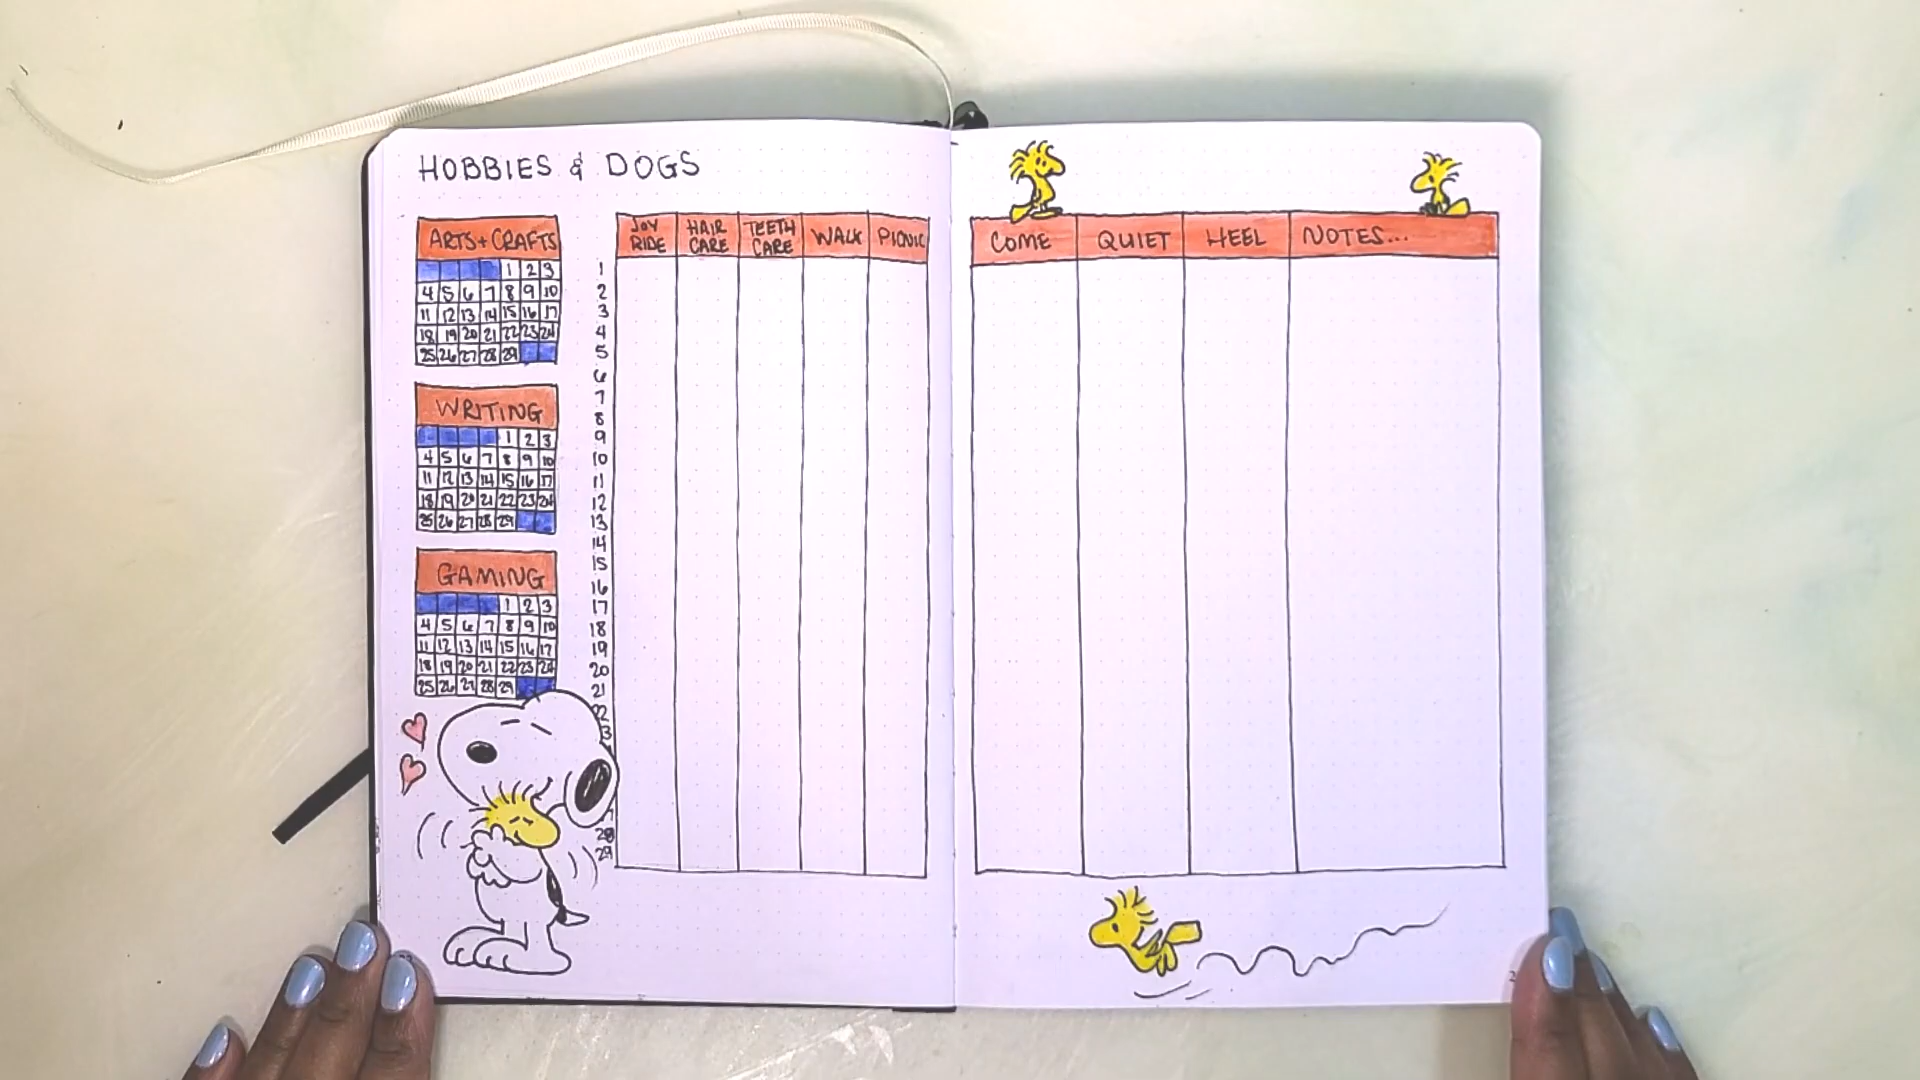 HOBBIES & DOGS
ARTS+CRAFTS
1 2 3
4 5 6 7 8 9 10
11 12 13 14 15 16 17
18 19 20 21 22 23 24
25 26 27 28 29
WRITING
1 2 3
4 5 6 7 8 9 10
11 12 13 14 15 16 17
18 19 20 21 22 23 24
25 26 27 28 29
GAMING
1 2 3
4 5 6 7 8 9 10
11 12 13 14 15 16 17
18 19 20 21 22 23 24
25 26 27 28 29
JOY RIDE HAIR CARE TEETH CARE WALK PICNIC
1
2
3
4
5
6
7
8
9
10
11
12
13
14
15
16
17
18
19
20
21
22
3
28
29
COME QUIET HEEL NOTES...